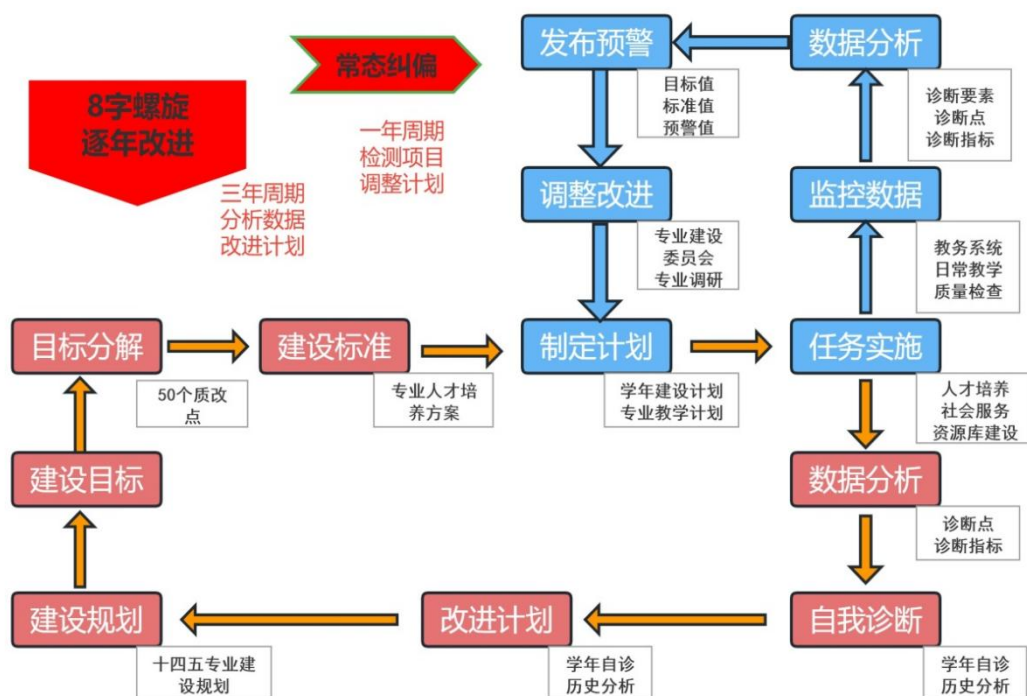 发布预警
数据分析
常态纠偏
目标值
标准值
预警值
诊断要素
诊断点
诊断指标
8字螺旋
逐年改进
一年周期
检测项目
调整计划
三年周期
分析数据
改进计划
调整改进
监控数据
专业建设
委员会
专业调研
教务系统
日常教学
质量检查
目标分解
建设标准
制定计划
任务实施
50个质改
点
专业人才培
养方案
学年建设计划
专业教学计划
人才培养
社会服务
资源库建设
建设目标
数据分析
诊断点
诊断指标
建设规划
改进计划
自我诊断
十四五专业建
设规划
学年自诊
历史分析
学年自诊
历史分析